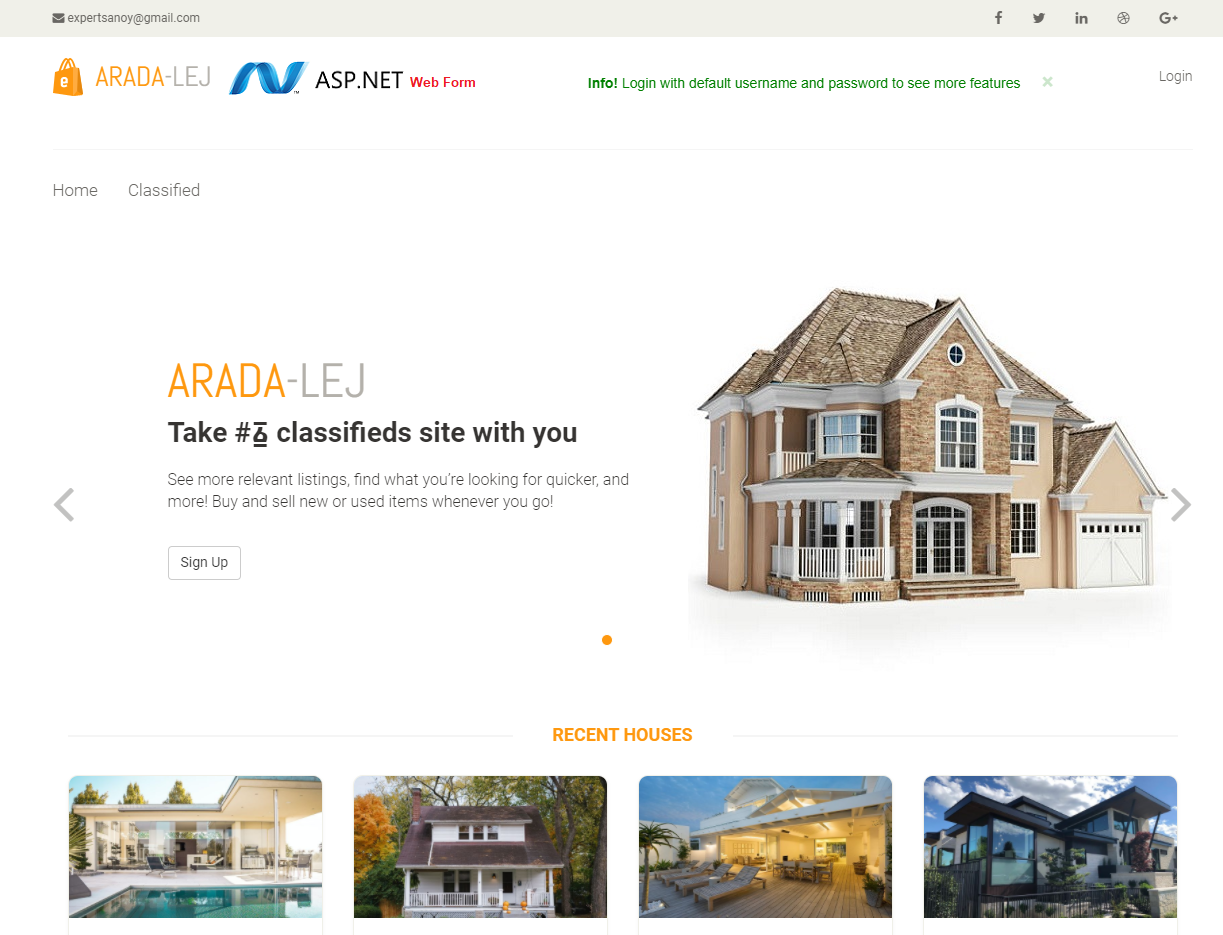 expertsanoy@gmail.com
ARADA-LEJ
ASP.NET Web Form
Info! Login with default username and password to see more features ×
Login
Home Classified
ARADA-LEJ
Take #፩ classifieds site with you
See more relevant listings, find what you’re looking for quicker, and
more! Buy and sell new or used items whenever you go!
Sign Up
RECENT HOUSES